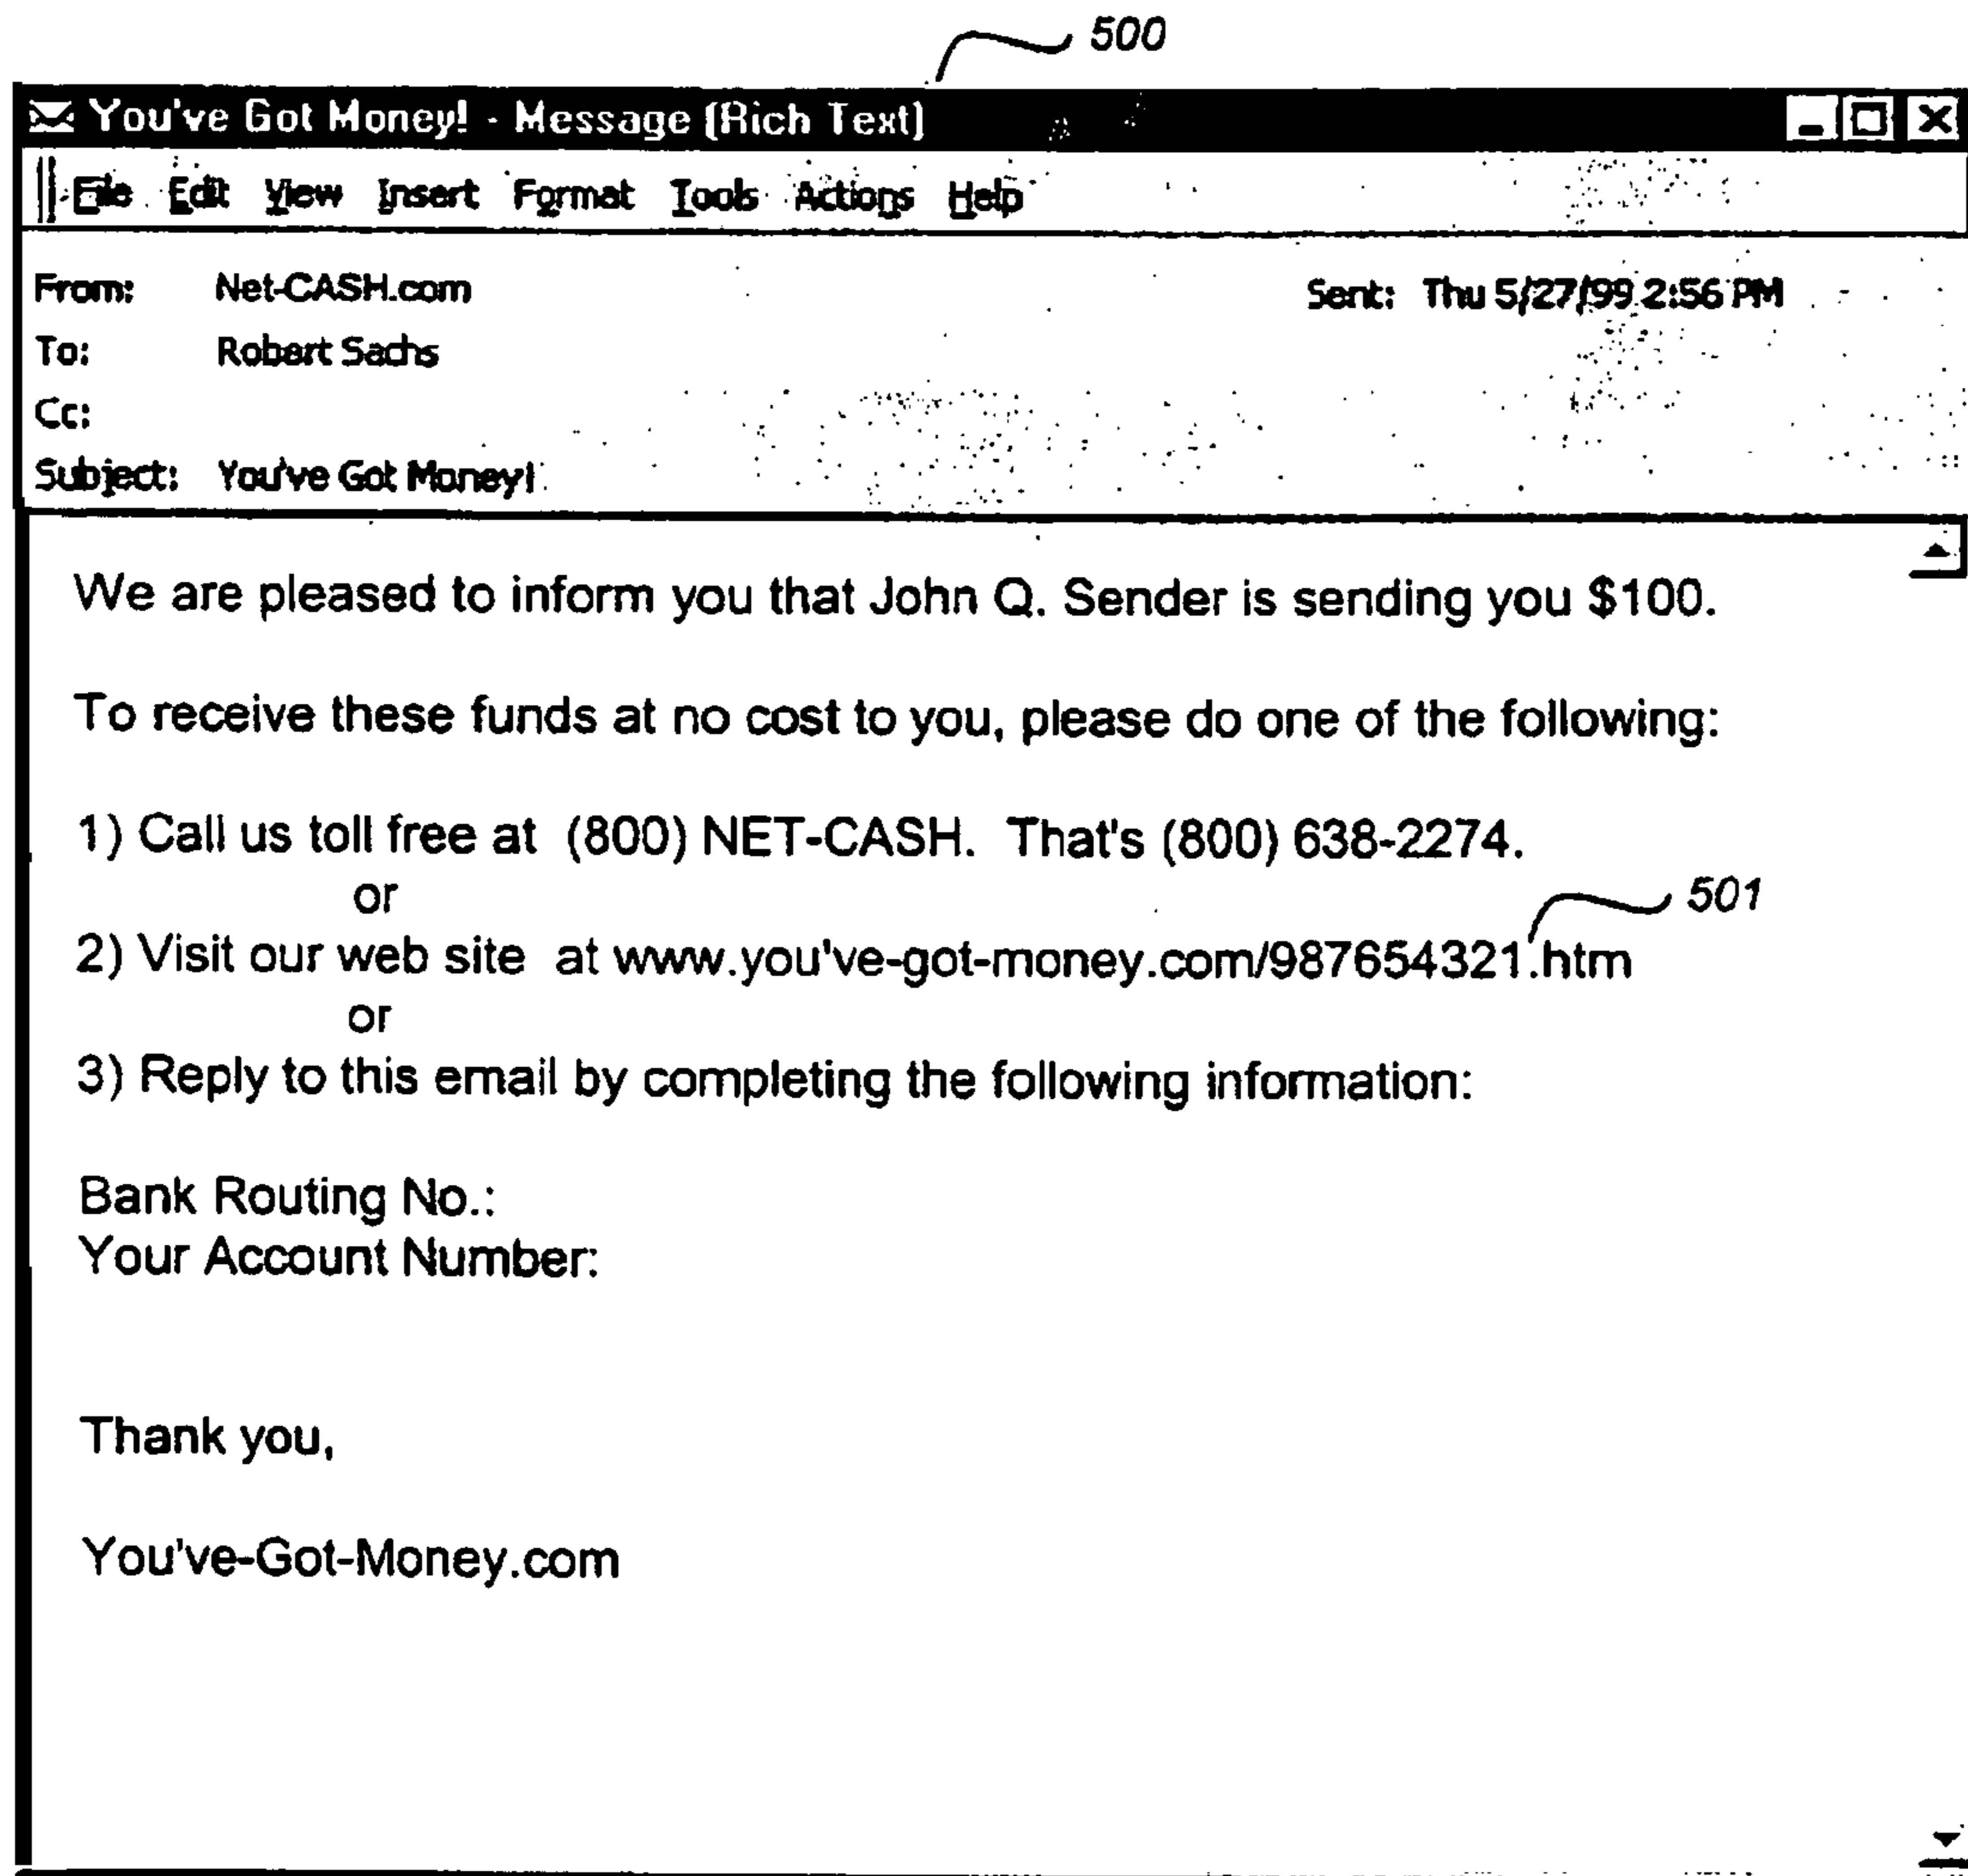 500
You've Got Money! - Message (Rich Text)
File Edit View Insert Format Tools Actions Help
From: Net-CASH.com Sent: Thu 5/27/99 2:56 PM
To: Robert Sachs
Cc:
Subject: You've Got Money!
We are pleased to inform you that John Q. Sender is sending you $100.
To receive these funds at no cost to you, please do one of the following:
1) Call us toll free at (800) NET-CASH. That's (800) 638-2274.
or
501
2) Visit our web site at www.you've-got-money.com/987654321.htm
or
3) Reply to this email by completing the following information:
Bank Routing No.:
Your Account Number:
Thank you,
You've-Got-Money.com